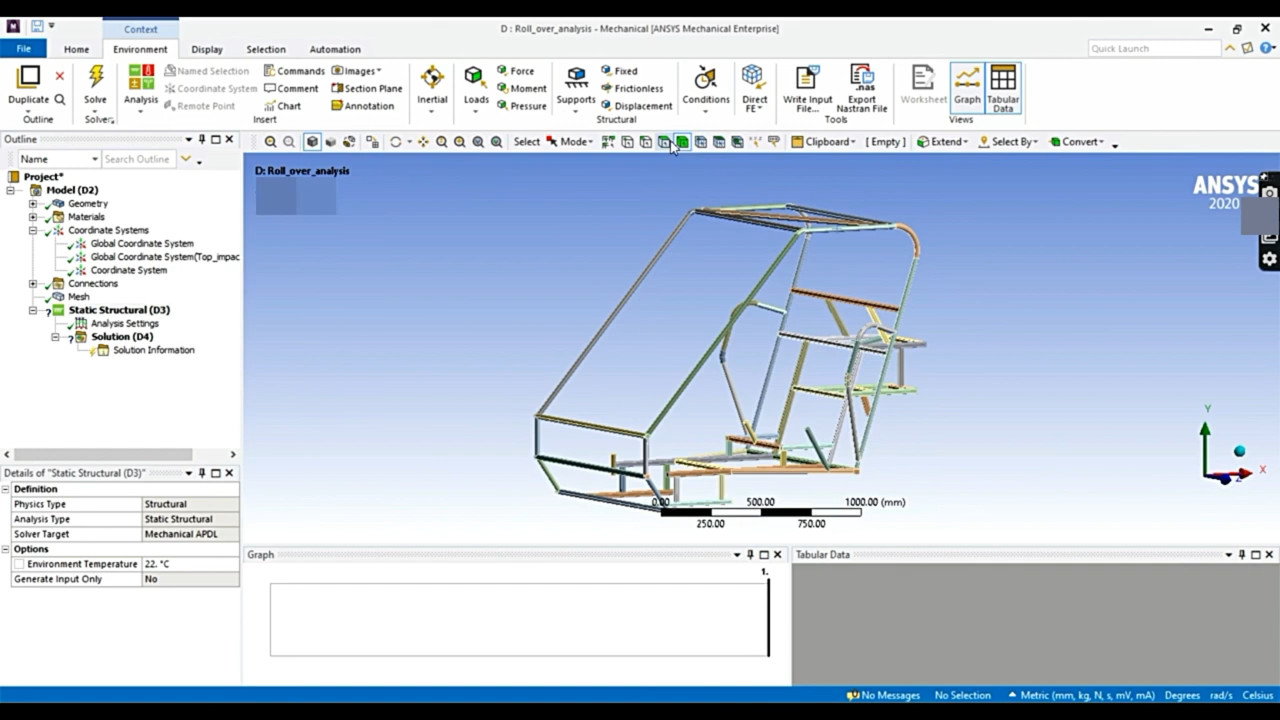 Context
D : Roll_over_analysis - Mechanical [ANSYS Mechanical Enterprise]
File Home Environment Display Selection Automation Quick Launch
Duplicate
Outline
Solve
Solver
Analysis
Named Selection
Coordinate System
Remote Point
Commands
Comment
Chart
Images
Section Plane
Annotation
Insert
Inertial
Loads
Force
Moment
Pressure
Supports
Fixed
Frictionless
Displacement
Structural
Conditions
Direct
FE
Write Input
File...
Export
Nastran File
Tools
.nas
Worksheet
Graph
Tabular
Data
Views
Outline
Select Mode Clipboard [ Empty ] Extend Select By Convert
Name Search Outline
Project*
Model (D2)
Geometry
Materials
Coordinate Systems
Global Coordinate System
Global Coordinate System(Top_impac
Coordinate System
Connections
Mesh
Static Structural (D3)
Analysis Settings
Solution (D4)
Solution Information
D: Roll_over_analysis
ANSYS
2020
Y
X
Z
0.00 500.00 1000.00 (mm)
250.00 750.00
Details of "Static Structural (D3)"
Definition
Physics Type Structural
Analysis Type Static Structural
Solver Target Mechanical APDL
Options
Environment Temperature 22. °C
Generate Input Only No
Graph
1.
Tabular Data
No Messages No Selection Metric (mm, kg, N, s, mV, mA) Degrees rad/s Celsius